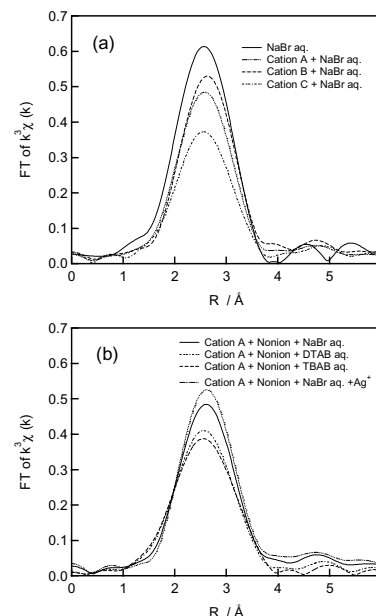 0.7
(a)
NaBr aq.
0.6
Cation A + NaBr aq.
Cation B + NaBr aq.
0.5
Cation C + NaBr aq.
FT of k³χ (k)
0.4
0.3
0.2
0.1
0.0
0 1 2 3 4 5
R / Å
0.7
(b)
Cation A + Nonion + NaBr aq.
0.6
Cation A + Nonion + DTAB aq.
Cation A + Nonion + TBAB aq.
0.5
Cation A + Nonion + NaBr aq. +Ag⁺
FT of k³χ (k)
0.4
0.3
0.2
0.1
0.0
0 1 2 3 4 5
R / Å